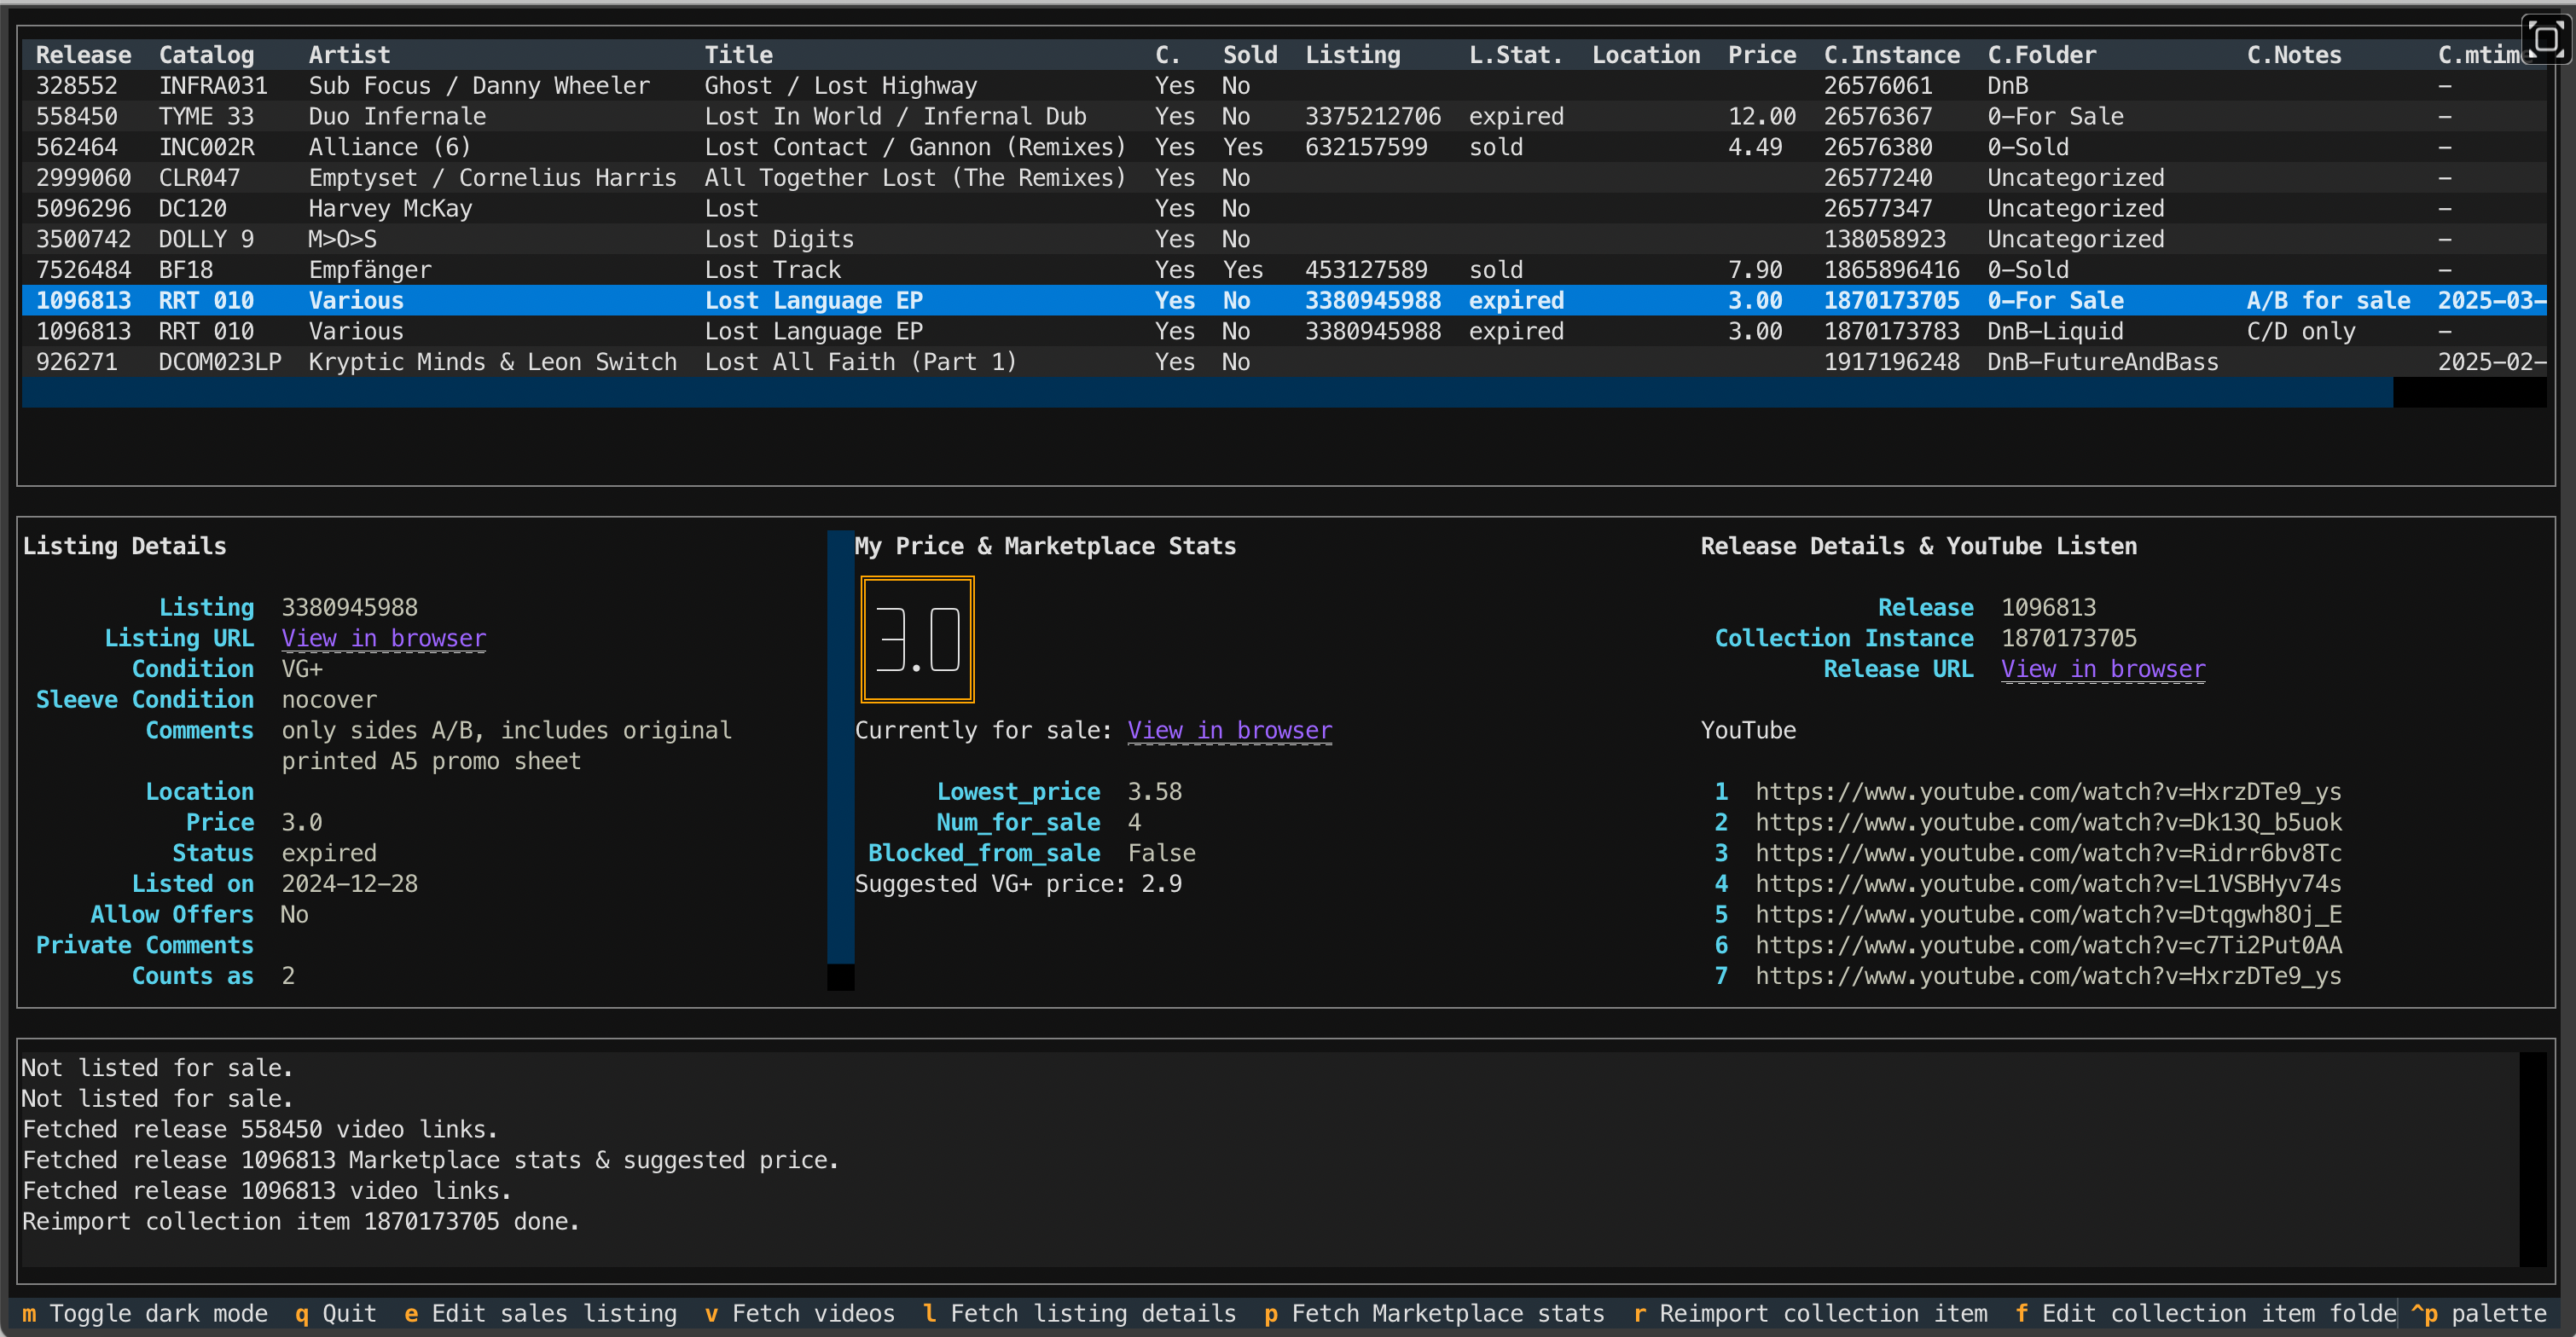 Release Catalog Artist Title C. Sold Listing L.Stat. Location Price C.Instance C.Folder C.Notes C.mtim
328552 INFRA031 Sub Focus / Danny Wheeler Ghost / Lost Highway Yes No 26576061 DnB –
558450 TYME 33 Duo Infernale Lost In World / Infernal Dub Yes No 3375212706 expired 12.00 26576367 0-For Sale –
562464 INC002R Alliance (6) Lost Contact / Gannon (Remixes) Yes Yes 632157599 sold 4.49 26576380 0-Sold –
2999060 CLR047 Emptyset / Cornelius Harris All Together Lost (The Remixes) Yes No 26577240 Uncategorized –
5096296 DC120 Harvey McKay Lost Yes No 26577347 Uncategorized –
3500742 DOLLY 9 M>O>S Lost Digits Yes No 138058923 Uncategorized –
7526484 BF18 Empfänger Lost Track Yes Yes 453127589 sold 7.90 1865896416 0-Sold –
1096813 RRT 010 Various Lost Language EP Yes No 3380945988 expired 3.00 1870173705 0-For Sale A/B for sale 2025-03-
1096813 RRT 010 Various Lost Language EP Yes No 3380945988 expired 3.00 1870173783 DnB-Liquid C/D only –
926271 DCOM023LP Kryptic Minds & Leon Switch Lost All Faith (Part 1) Yes No 1917196248 DnB-FutureAndBass 2025-02-
Listing Details
Listing 3380945988
Listing URL View in browser
Condition VG+
Sleeve Condition nocover
Comments only sides A/B, includes original
printed A5 promo sheet
Location
Price 3.0
Status expired
Listed on 2024-12-28
Allow Offers No
Private Comments
Counts as 2
My Price & Marketplace Stats
3.0
Currently for sale: View in browser
Lowest_price 3.58
Num_for_sale 4
Blocked_from_sale False
Suggested VG+ price: 2.9
Release Details & YouTube Listen
Release 1096813
Collection Instance 1870173705
Release URL View in browser
YouTube
1 https://www.youtube.com/watch?v=HxrzDTe9_ys
2 https://www.youtube.com/watch?v=Dk13Q_b5uok
3 https://www.youtube.com/watch?v=Ridrr6bv8Tc
4 https://www.youtube.com/watch?v=L1VSBHyv74s
5 https://www.youtube.com/watch?v=Dtqgwh8Oj_E
6 https://www.youtube.com/watch?v=c7Ti2Put0AA
7 https://www.youtube.com/watch?v=HxrzDTe9_ys
Not listed for sale.
Not listed for sale.
Fetched release 558450 video links.
Fetched release 1096813 Marketplace stats & suggested price.
Fetched release 1096813 video links.
Reimport collection item 1870173705 done.
m Toggle dark mode q Quit e Edit sales listing v Fetch videos l Fetch listing details p Fetch Marketplace stats r Reimport collection item f Edit collection item folde ^p palette